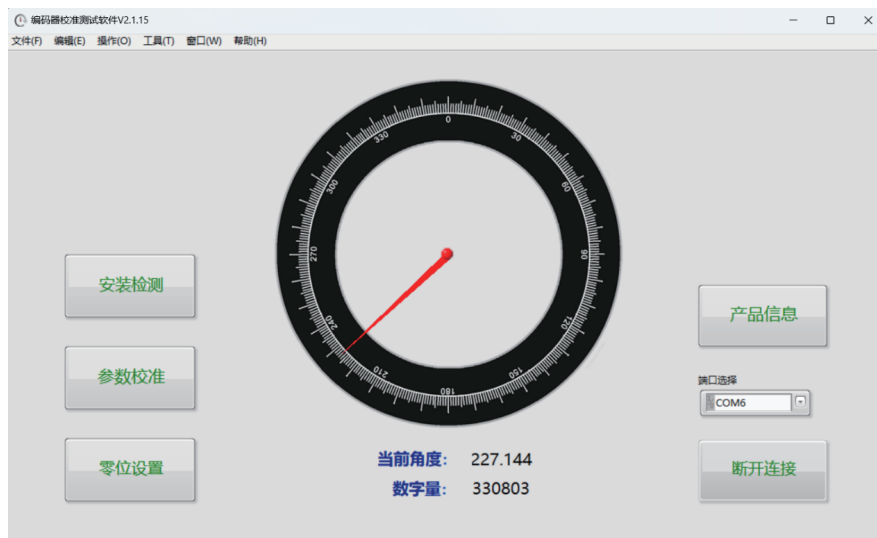 编码器校准测试软件V2.1.15
文件(F) 编辑(E) 操作(O) 工具(T) 窗口(W) 帮助(H)
0
30
60
90
120
150
180
210
240
270
300
330
安装检测
参数校准
零位设置
产品信息
端口选择
COM6
断开连接
当前角度: 227.144
数字量: 330803